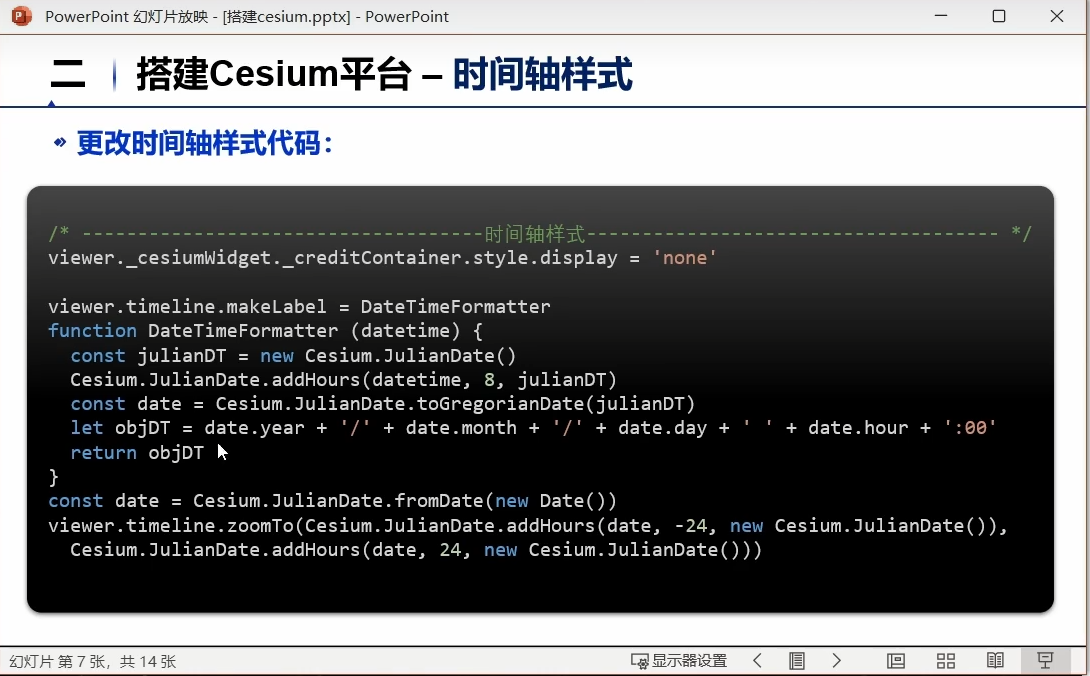 PowerPoint 幻灯片放映 - [搭建cesium.pptx] - PowerPoint
二 搭建Cesium平台 – 时间轴样式
更改时间轴样式代码：
/* ------------------------------------时间轴样式------------------------------------- */
viewer._cesiumWidget._creditContainer.style.display = 'none'
viewer.timeline.makeLabel = DateTimeFormatter
function DateTimeFormatter (datetime) {
  const julianDT = new Cesium.JulianDate()
  Cesium.JulianDate.addHours(datetime, 8, julianDT)
  const date = Cesium.JulianDate.toGregorianDate(julianDT)
  let objDT = date.year + '/' + date.month + '/' + date.day + ' ' + date.hour + ':00'
  return objDT
}
const date = Cesium.JulianDate.fromDate(new Date())
viewer.timeline.zoomTo(Cesium.JulianDate.addHours(date, -24, new Cesium.JulianDate()),
  Cesium.JulianDate.addHours(date, 24, new Cesium.JulianDate()))
幻灯片 第 7 张，共 14 张 显示器设置